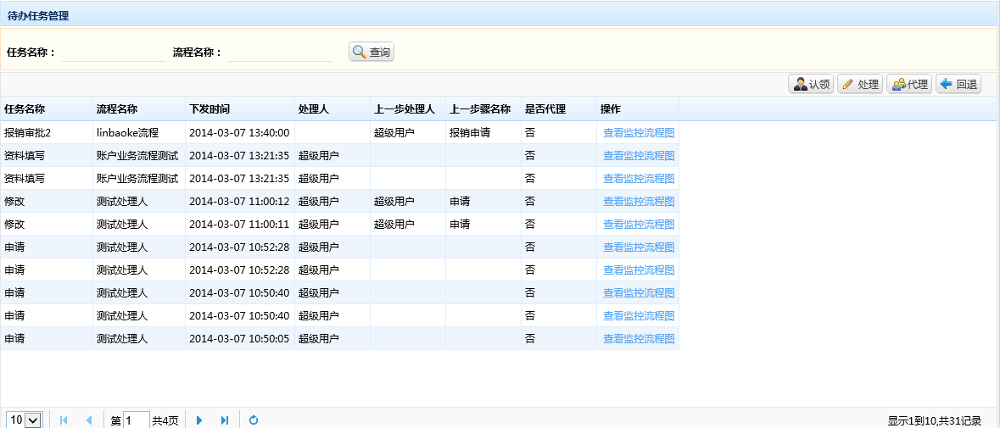 待办任务管理
任务名称： 流程名称： 查询
认领 处理 代理 回退
任务名称 流程名称 下发时间 处理人 上一步处理人 上一步骤名称 是否代理 操作
报销审批2 linbaoke流程 2014-03-07 13:40:00 超级用户 报销申请 否 查看监控流程图
资料填写 账户业务流程测试 2014-03-07 13:21:35 超级用户 否 查看监控流程图
资料填写 账户业务流程测试 2014-03-07 13:21:35 超级用户 否 查看监控流程图
修改 测试处理人 2014-03-07 11:00:12 超级用户 超级用户 申请 否 查看监控流程图
修改 测试处理人 2014-03-07 11:00:11 超级用户 超级用户 申请 否 查看监控流程图
申请 测试处理人 2014-03-07 10:52:28 超级用户 否 查看监控流程图
申请 测试处理人 2014-03-07 10:52:28 超级用户 否 查看监控流程图
申请 测试处理人 2014-03-07 10:50:40 超级用户 否 查看监控流程图
申请 测试处理人 2014-03-07 10:50:40 超级用户 否 查看监控流程图
申请 测试处理人 2014-03-07 10:50:05 超级用户 否 查看监控流程图
10 第 1 共4页 显示1到10,共31记录